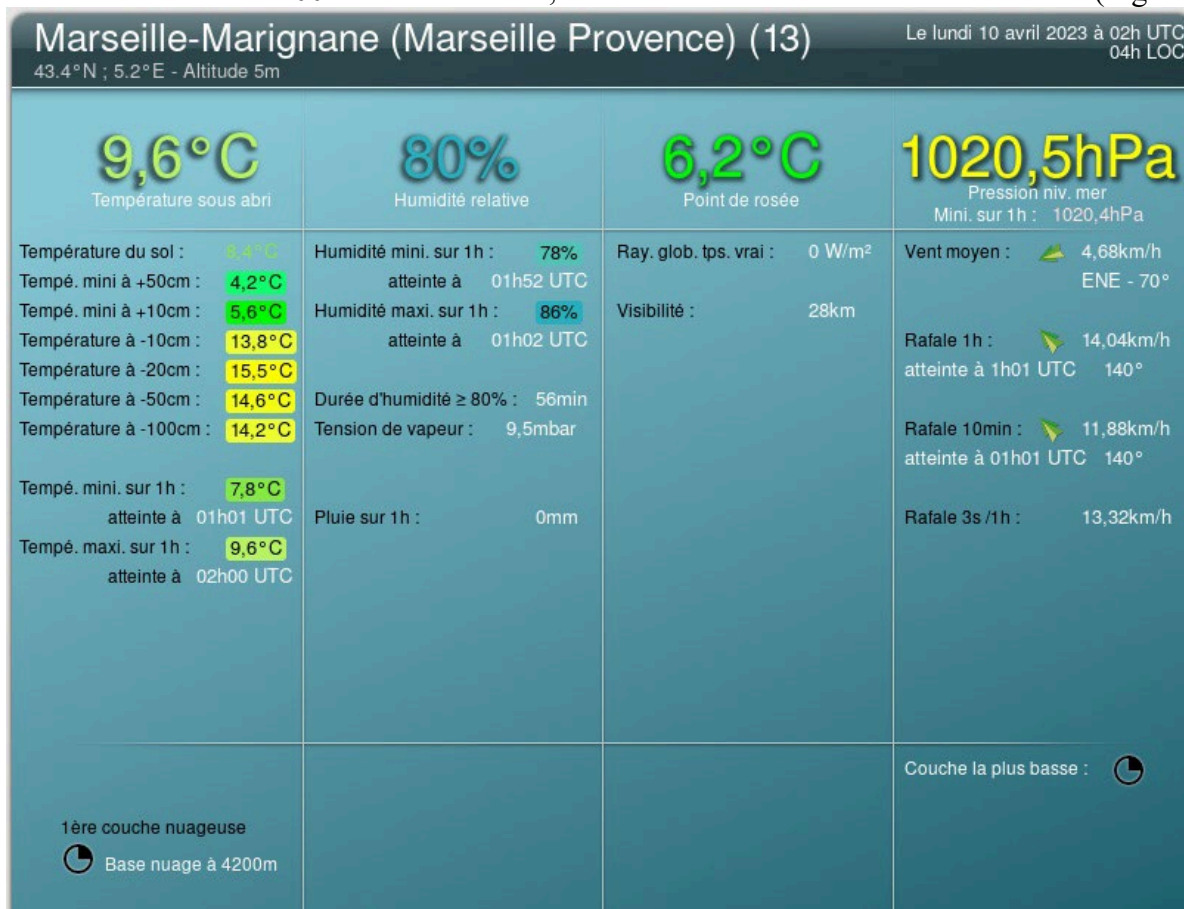 Marseille-Marignane (Marseille Provence) (13)
43.4°N ; 5.2°E - Altitude 5m
Le lundi 10 avril 2023 à 02h UTC
04h LOC
9,6°C
Température sous abri
80%
Humidité relative
6,2°C
Point de rosée
1020,5hPa
Pression niv. mer
Mini. sur 1h : 1020,4hPa
Température du sol : 8,4°C
Tempé. mini à +50cm : 4,2°C
Tempé. mini à +10cm : 5,6°C
Température à -10cm : 13,8°C
Température à -20cm : 15,5°C
Température à -50cm : 14,6°C
Température à -100cm : 14,2°C
Tempé. mini. sur 1h : 7,8°C
atteinte à 01h01 UTC
Tempé. maxi. sur 1h : 9,6°C
atteinte à 02h00 UTC
Humidité mini. sur 1h : 78%
atteinte à 01h52 UTC
Humidité maxi. sur 1h : 86%
atteinte à 01h02 UTC
Durée d'humidité ≥ 80% : 56min
Tension de vapeur : 9,5mbar
Pluie sur 1h : 0mm
Ray. glob. tps. vrai : 0 W/m²
Visibilité : 28km
Vent moyen : 4,68km/h
ENE - 70°
Rafale 1h : 14,04km/h
atteinte à 1h01 UTC 140°
Rafale 10min : 11,88km/h
atteinte à 01h01 UTC 140°
Rafale 3s /1h : 13,32km/h
Couche la plus basse :
1ère couche nuageuse
Base nuage à 4200m